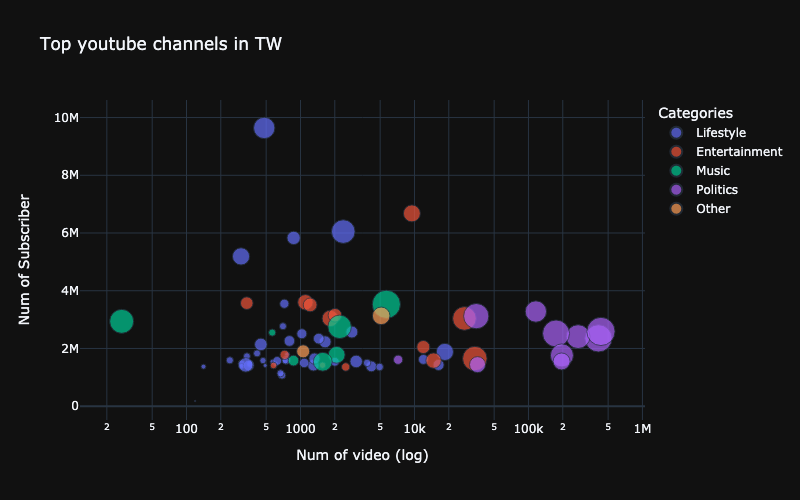 Top youtube channels in TW
Categories
Lifestyle
Entertainment
Music
Politics
Other
Num of Subscriber
10M
8M
6M
4M
2M
0
2 5 100 2 5 1000 2 5 10k 2 5 100k 2 5 1M
Num of video (log)